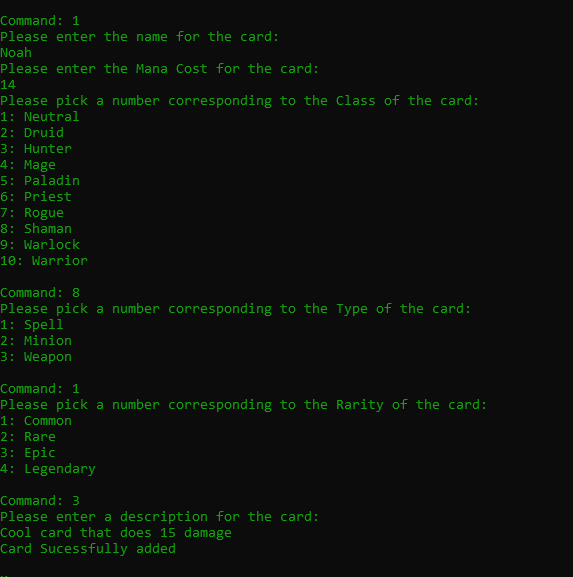 Command: 1
Please enter the name for the card:
Noah
Please enter the Mana Cost for the card:
14
Please pick a number corresponding to the Class of the card:
1: Neutral
2: Druid
3: Hunter
4: Mage
5: Paladin
6: Priest
7: Rogue
8: Shaman
9: Warlock
10: Warrior
Command: 8
Please pick a number corresponding to the Type of the card:
1: Spell
2: Minion
3: Weapon
Command: 1
Please pick a number corresponding to the Rarity of the card:
1: Common
2: Rare
3: Epic
4: Legendary
Command: 3
Please enter a description for the card:
Cool card that does 15 damage
Card Sucessfully added